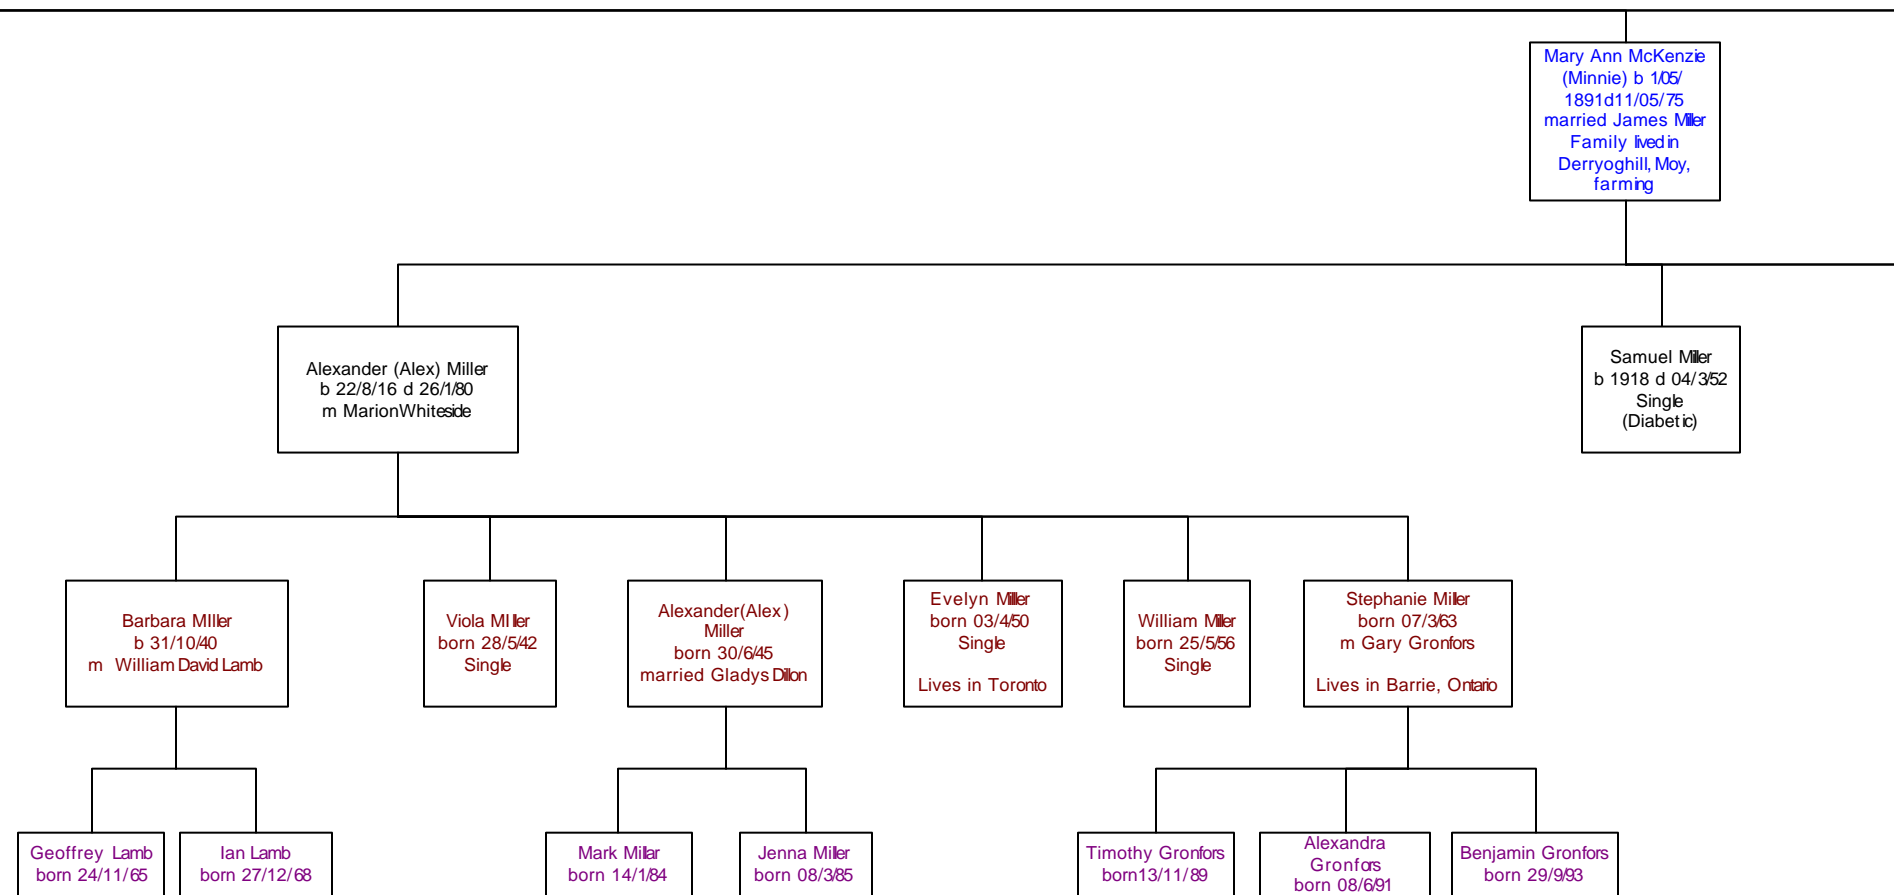 Mary Ann McKenzie
(Minnie) b 1/05/
1891d11/05/75
married James Miller
Family lived in
Derryoghill, Moy,
farming
Alexander (Alex) Miller
b 22/8/16 d 26/1/80
m MarionWhiteside
Samuel Miller
b 1918 d 04/3/52
Single
(Diabetic)
Barbara MIller
b 31/10/40
m William David Lamb
Viola MIller
born 28/5/42
Single
Alexander(Alex)
Miller
born 30/6/45
married Gladys Dillon
Evelyn Miller
born 03/4/50
Single
Lives in Toronto
William Miller
born 25/5/56
Single
Stephanie Miller
born 07/3/63
m Gary Gronfors
Lives in Barrie, Ontario
Geoffrey Lamb
born 24/11/65
Ian Lamb
born 27/12/68
Mark Millar
born 14/1/84
Jenna Miller
born 08/3/85
Timothy Gronfors
born13/11/89
Alexandra
Gronfors
born 08/6/91
Benjamin Gronfors
born 29/9/93